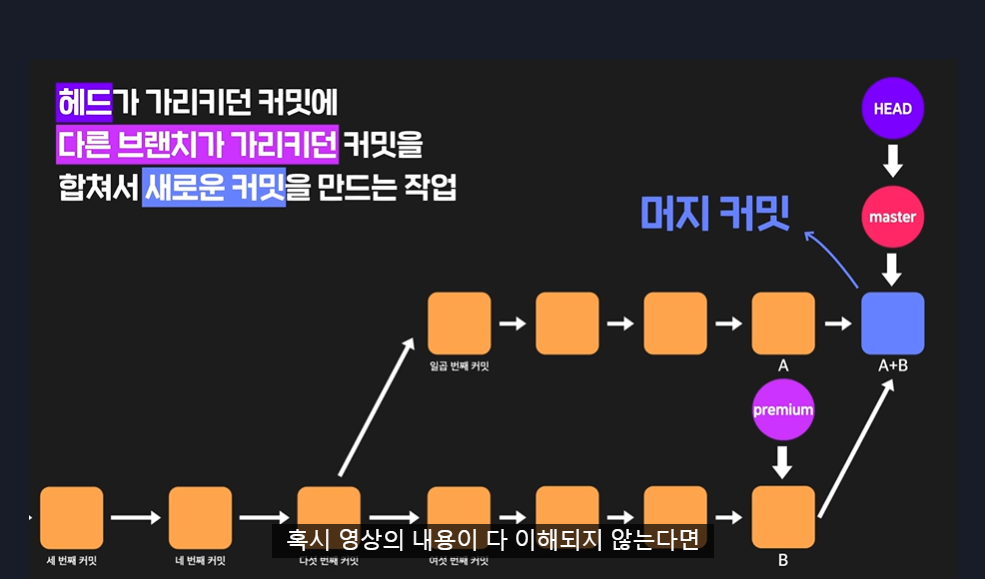 헤드가 가리키던 커밋에
다른 브랜치가 가리키던 커밋을
합쳐서 새로운 커밋을 만드는 작업
HEAD
master
머지 커밋
일곱 번째 커밋
A
A+B
premium
세 번째 커밋
네 번째 커밋
다섯 번째 커밋
여섯 번째 커밋
B
혹시 영상의 내용이 다 이해되지 않는다면